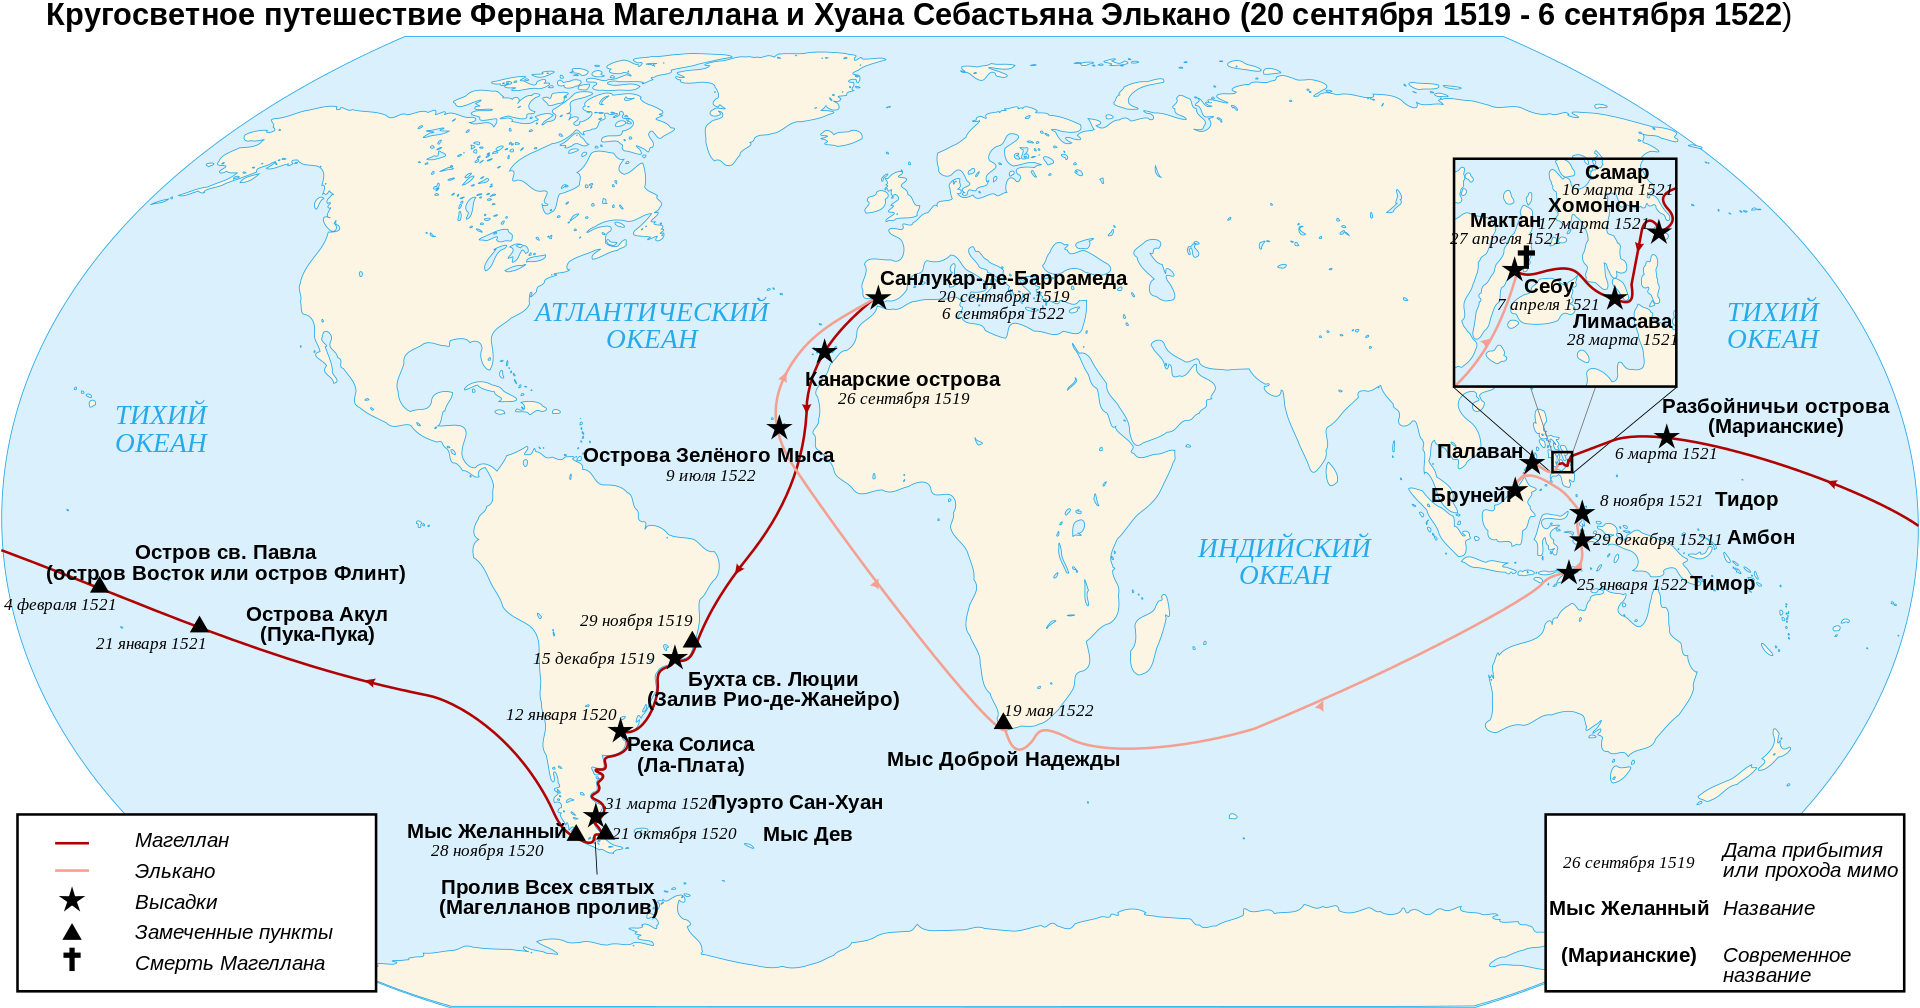 Кругосветное путешествие Фернана Магеллана и Хуана Себастьяна Элькано (20 сентября 1519 - 6 сентября 1522)
Самар
16 марта 1521
Хомонон
17 марта 1521
Мактан
27 апреля 1521
Себу
7 апреля 1521
Лимасава
28 марта 1521
Санлукар-де-Баррамеда
20 сентября 1519
6 сентября 1522
АТЛАНТИЧЕСКИЙ
ОКЕАН
ТИХИЙ
ОКЕАН
Канарские острова
26 сентября 1519
ТИХИЙ
ОКЕАН
Разбойничьи острова
(Марианские)
6 марта 1521
Острова Зелёного Мыса
9 июля 1522
Палаван
Бруней
8 ноября 1521 Тидор
29 декабря 15211 Амбон
25 января 1522 Тимор
ИНДИЙСКИЙ
ОКЕАН
Остров св. Павла
(остров Восток или остров Флинт)
4 февраля 1521
Острова Акул
(Пука-Пука)
21 января 1521
29 ноября 1519
15 декабря 1519
Бухта св. Люции
(Залив Рио-де-Жанейро)
12 января 1520
Река Солиса
(Ла-Плата)
19 мая 1522
Мыс Доброй Надежды
31 марта 1520 Пуэрто Сан-Хуан
Мыс Желанный
28 ноября 1520
21 октября 1520 Мыс Дев
Пролив Всех святых
(Магелланов пролив)
Магеллан
Элькано
Высадки
Замеченные пункты
Смерть Магеллана
26 сентября 1519
Дата прибытия
или прохода мимо
Мыс Желанный
Название
(Марианские)
Современное
название